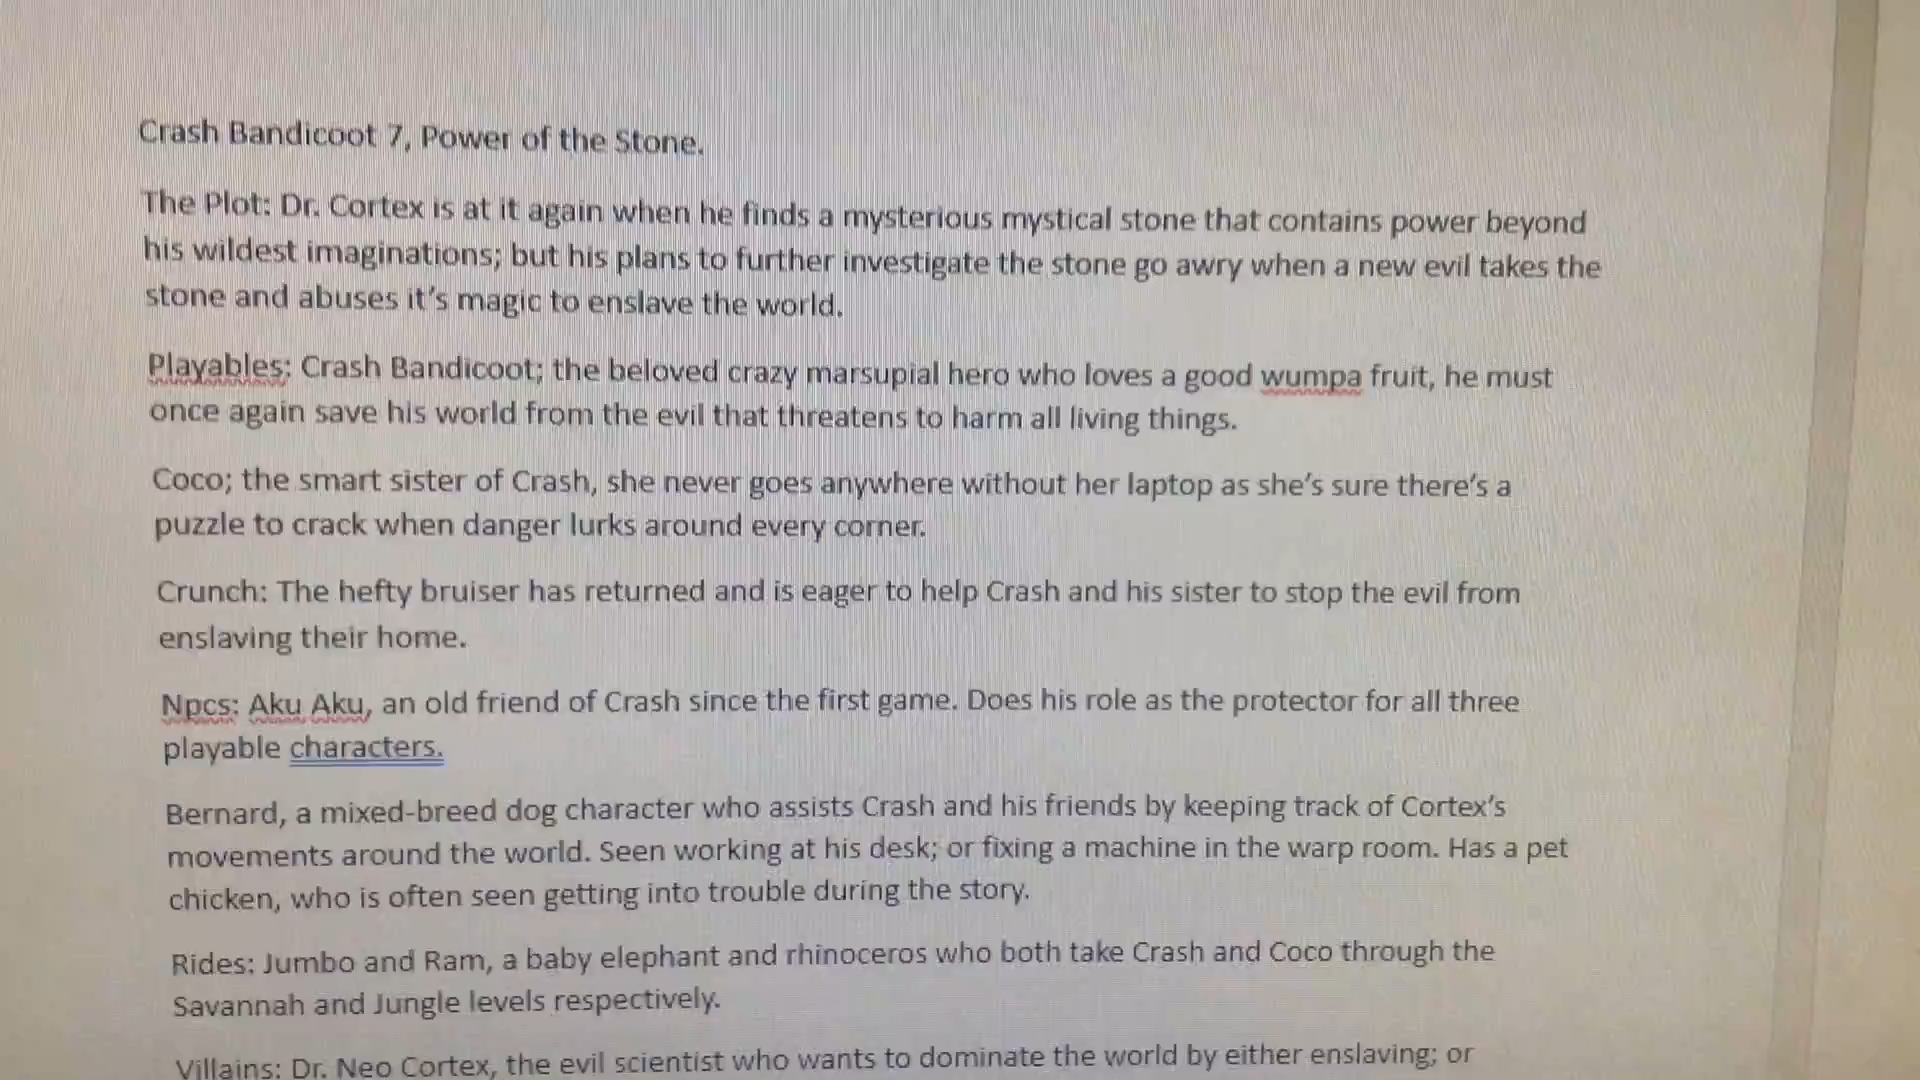 Crash Bandicoot 7, Power of the Stone.
The Plot: Dr. Cortex is at it again when he finds a mysterious mystical stone that contains power beyond
his wildest imaginations; but his plans to further investigate the stone go awry when a new evil takes the
stone and abuses it's magic to enslave the world.
Playables: Crash Bandicoot; the beloved crazy marsupial hero who loves a good wumpa fruit, he must
once again save his world from the evil that threatens to harm all living things.
Coco; the smart sister of Crash, she never goes anywhere without her laptop as she's sure there's a
puzzle to crack when danger lurks around every corner.
Crunch: The hefty bruiser has returned and is eager to help Crash and his sister to stop the evil from
enslaving their home.
Npcs: Aku Aku, an old friend of Crash since the first game. Does his role as the protector for all three
playable characters.
Bernard, a mixed-breed dog character who assists Crash and his friends by keeping track of Cortex's
movements around the world. Seen working at his desk; or fixing a machine in the warp room. Has a pet
chicken, who is often seen getting into trouble during the story.
Rides: Jumbo and Ram, a baby elephant and rhinoceros who both take Crash and Coco through the
Savannah and Jungle levels respectively.
Villains: Dr. Neo Cortex, the evil scientist who wants to dominate the world by either enslaving; or